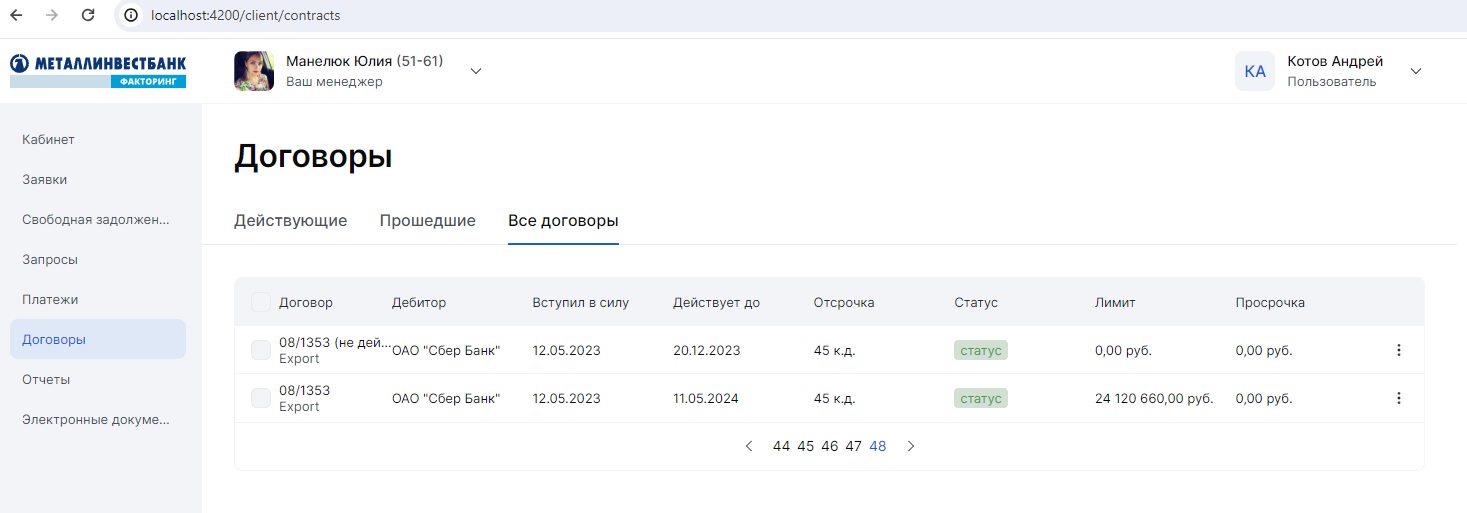 localhost:4200/client/contracts
МЕТАЛЛИНВЕСТБАНК
ФАКТОРИНГ
Манелюк Юлия (51-61)
Ваш менеджер
КА
Котов Андрей
Пользователь
Кабинет
Заявки
Свободная задолжен...
Запросы
Платежи
Договоры
Отчеты
Электронные докуме...
Договоры
Действующие Прошедшие Все договоры
Договор Дебитор Вступил в силу Действует до Отсрочка Статус Лимит Просрочка
08/1353 (не дей... ОАО "Сбер Банк" 12.05.2023 20.12.2023 45 к.д. статус 0,00 руб. 0,00 руб.
Export
08/1353 ОАО "Сбер Банк" 12.05.2023 11.05.2024 45 к.д. статус 24 120 660,00 руб. 0,00 руб.
Export
44 45 46 47 48